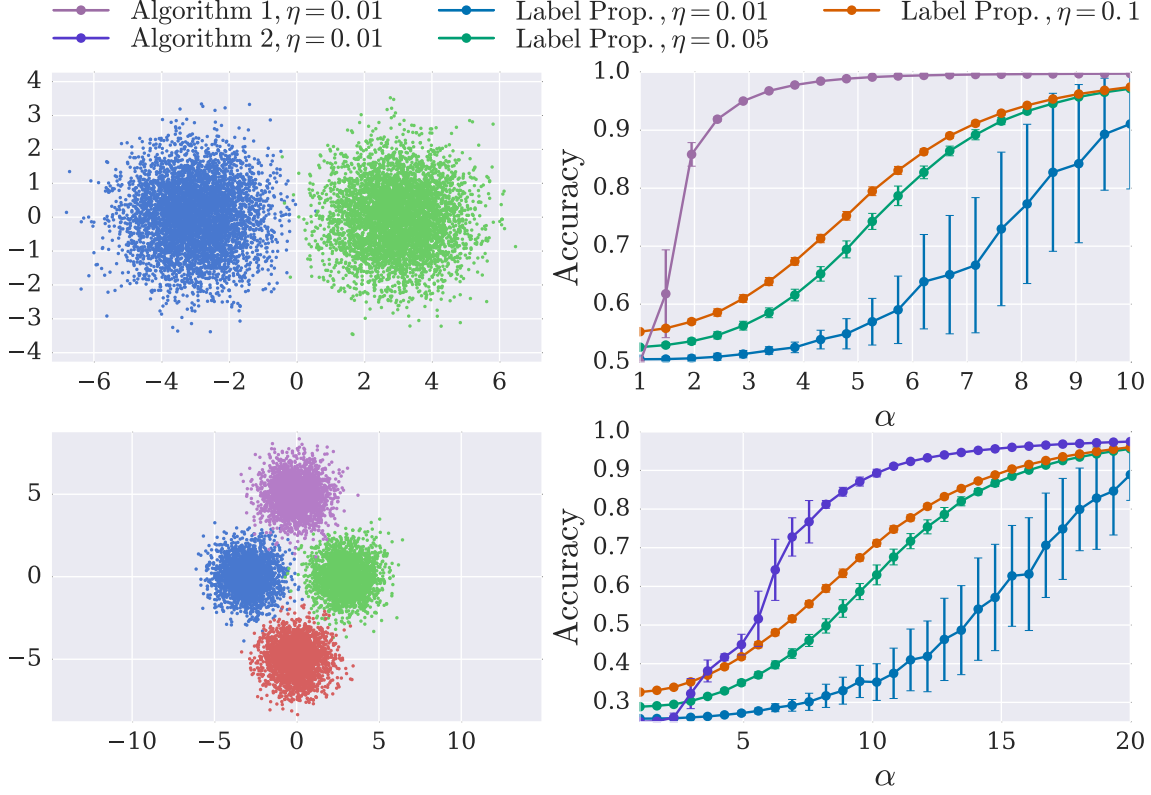 Algorithm 1, η = 0.01 Label Prop., η = 0.01 Label Prop., η = 0.1
Algorithm 2, η = 0.01 Label Prop., η = 0.05
4
3
2
1
0
−1
−2
−3
−4
−6 −4 −2 0 2 4 6
Accuracy
1.0
0.9
0.8
0.7
0.6
0.5
1 2 3 4 5 6 7 8 9 10
α
5
0
−5
−10 −5 0 5 10
Accuracy
1.0
0.9
0.8
0.7
0.6
0.5
0.4
0.3
5 10 15 20
α